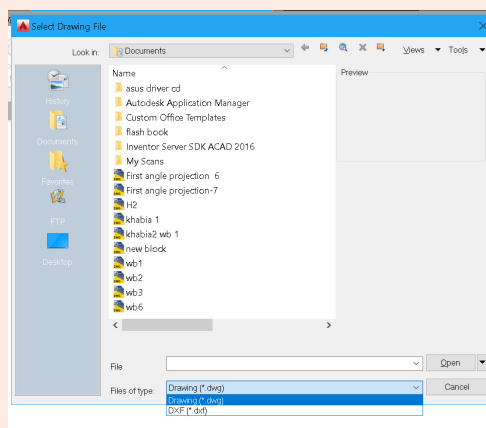 Select Drawing File
Look in:
Documents
Views
Tools
History
Documents
Favorites
FTP
Desktop
Name
asus driver cd
Autodesk Application Manager
Custom Office Templates
flash book
Inventor Server SDK ACAD 2016
My Scans
First angle projection 6
First angle projection-7
H2
khabia 1
khabia2 wb 1
new block
wb1
wb2
wb3
wb6
Preview
File
Open
Files of type:
Drawing (*.dwg)
Cancel
Drawing (*.dwg)
DXF (*.dxf)